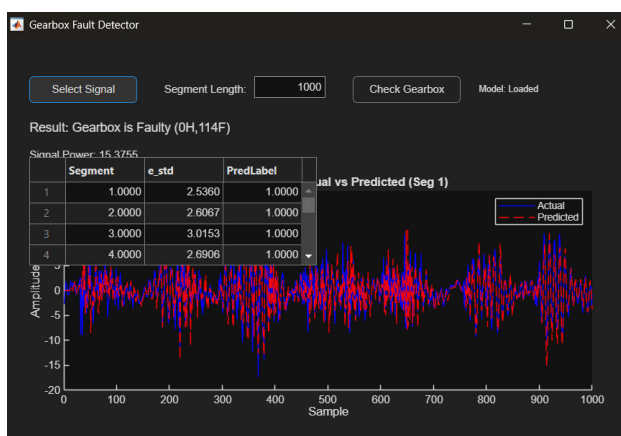 Gearbox Fault Detector
Select Signal
Segment Length:
1000
Check Gearbox
Model: Loaded
Result: Gearbox is Faulty (0H,114F)
Signal Power: 15.3755
Segment e_std PredLabel
1 1.0000 2.5360 1.0000
2 2.0000 2.6067 1.0000
3 3.0000 3.0153 1.0000
4 4.0000 2.6906 1.0000
vs Predicted (Seg 1)
Actual
Predicted
Amplitude
5
0
-5
-10
-15
-20
0 100 200 300 400 500 600 700 800 900 1000
Sample